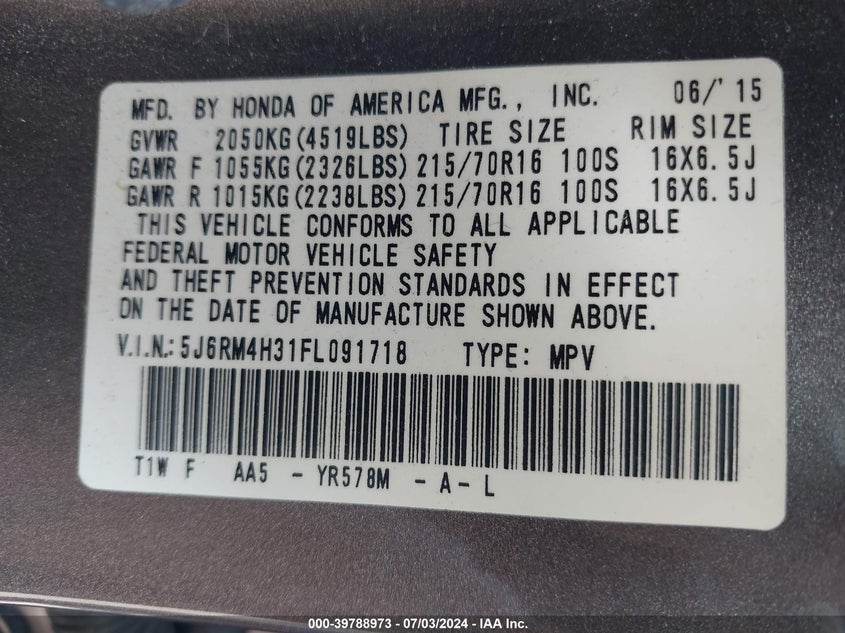 MFD. BY HONDA OF AMERICA MFG., INC. 06/'15
GVWR 2050KG(4519LBS) TIRE SIZE RIM SIZE
GAWR F 1055KG(2326LBS) 215/70R16 100S 16X6.5J
GAWR R 1015KG(2238LBS) 215/70R16 100S 16X6.5J
THIS VEHICLE CONFORMS TO ALL APPLICABLE
FEDERAL MOTOR VEHICLE SAFETY
AND THEFT PREVENTION STANDARDS IN EFFECT
ON THE DATE OF MANUFACTURE SHOWN ABOVE.
V.I.N.: 5J6RM4H31FL091718 TYPE: MPV
T1W F AA5 - YR578M - A - L
000-39788973 - 07/03/2024 - IAAI.COM